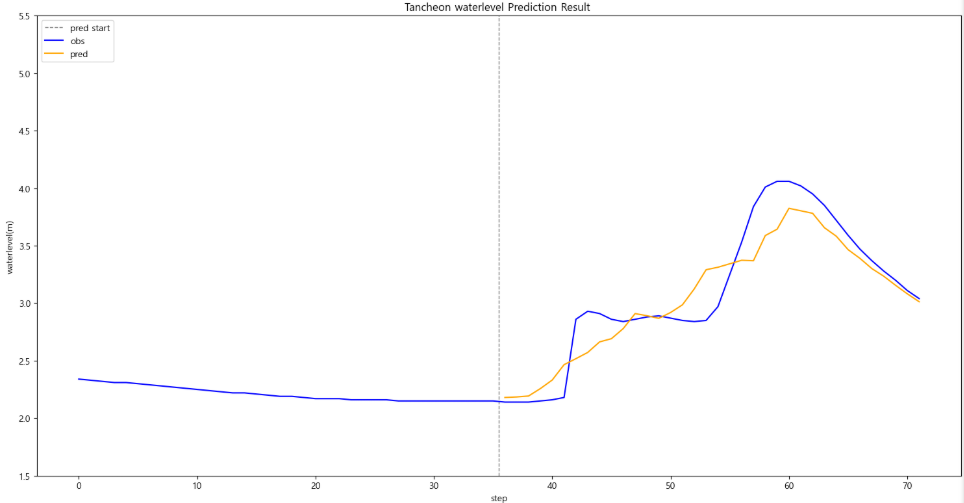 Tancheon waterlevel Prediction Result
pred start
obs
pred
waterlevel(m)
5.5
5.0
4.5
4.0
3.5
3.0
2.5
2.0
1.5
0 10 20 30 40 50 60 70
step